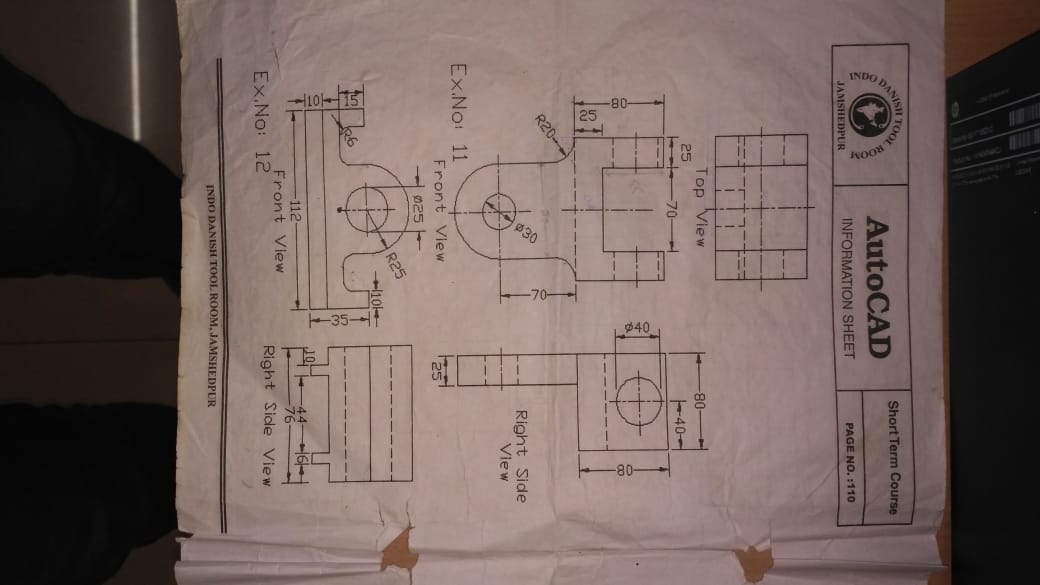 INDO DANISH TOOL ROOM
JAMSHEDPUR
AutoCAD
INFORMATION SHEET
Short Term Course
PAGE NO. :110
Top View
25
70
80
25
R20
ø30
70
Ex.No: 11
Front View
80
40
ø40
80
25
Right Side
View
15
10
R6
ø25
R25
10
112
35
Ex.No: 12
Front View
10
44
6
76
Right Side View
INDO DANISH TOOL ROOM, JAMSHEDPUR